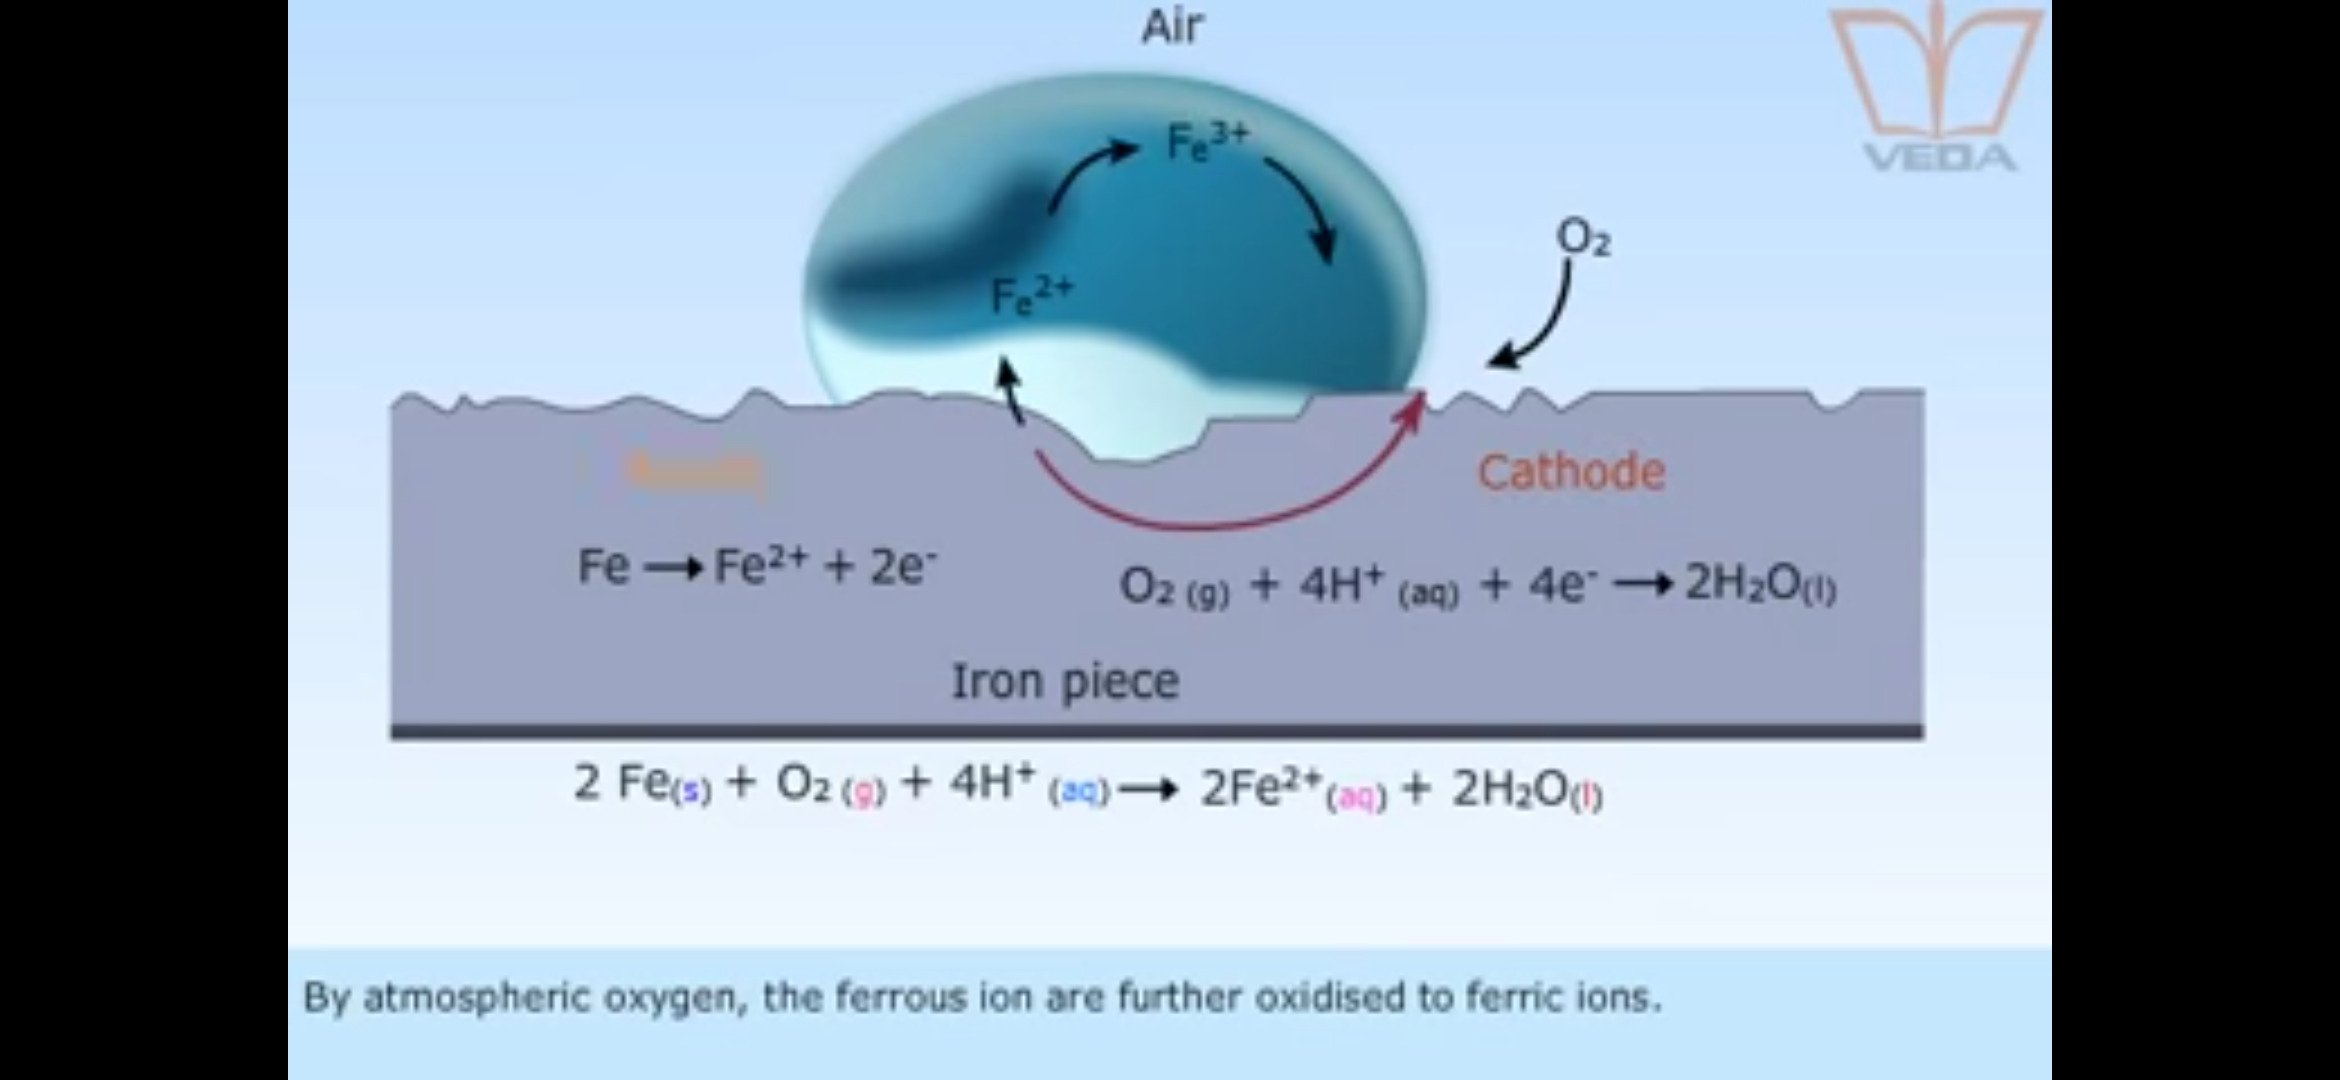 Air
VEDA
Fe³⁺
O₂
Fe²⁺
Cathode
Fe → Fe²⁺ + 2e⁻
O₂ (g) + 4H⁺ (aq) + 4e⁻ → 2H₂O(l)
Iron piece
2 Fe(s) + O₂ (g) + 4H⁺ (aq) → 2Fe²⁺(aq) + 2H₂O(l)
By atmospheric oxygen, the ferrous ion are further oxidised to ferric ions.